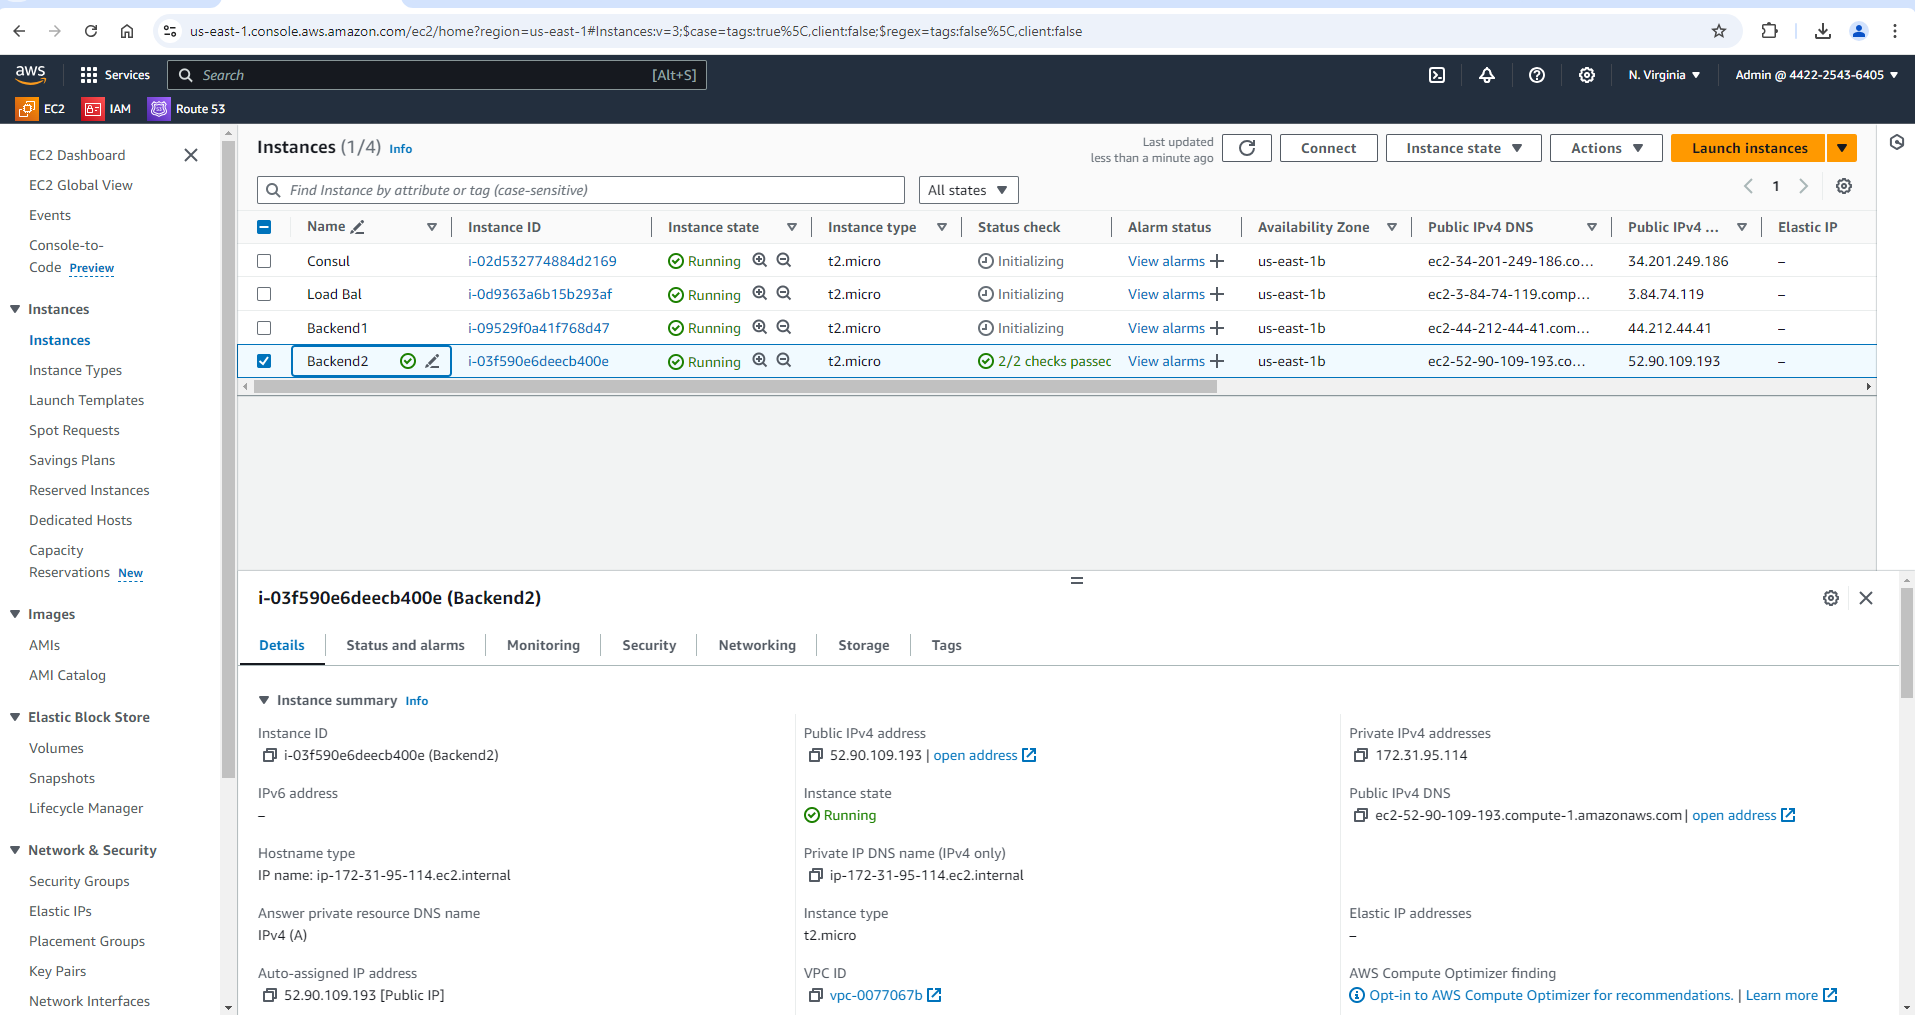 us-east-1.console.aws.amazon.com/ec2/home?region=us-east-1#Instances:v=3;$case=tags:true%5C,client:false;$regex=tags:false%5C,client:false
aws Services Search [Alt+S] N. Virginia Admin @ 4422-2543-6405
EC2 IAM Route 53
EC2 Dashboard
EC2 Global View
Events
Console-to-
Code Preview
Instances
Instances
Instance Types
Launch Templates
Spot Requests
Savings Plans
Reserved Instances
Dedicated Hosts
Capacity
Reservations New
Images
AMIs
AMI Catalog
Elastic Block Store
Volumes
Snapshots
Lifecycle Manager
Network & Security
Security Groups
Elastic IPs
Placement Groups
Key Pairs
Network Interfaces
Instances (1/4) Info
Last updated
less than a minute ago
Connect Instance state Actions Launch instances
Find Instance by attribute or tag (case-sensitive) All states 1
Name Instance ID Instance state Instance type Status check Alarm status Availability Zone Public IPv4 DNS Public IPv4 ... Elastic IP
Consul i-02d532774884d2169 Running t2.micro Initializing View alarms us-east-1b ec2-34-201-249-186.co... 34.201.249.186 –
Load Bal i-0d9363a6b15b293af Running t2.micro Initializing View alarms us-east-1b ec2-3-84-74-119.comp... 3.84.74.119 –
Backend1 i-09529f0a41f768d47 Running t2.micro Initializing View alarms us-east-1b ec2-44-212-44-41.com... 44.212.44.41 –
Backend2 i-03f590e6deecb400e Running t2.micro 2/2 checks passed View alarms us-east-1b ec2-52-90-109-193.co... 52.90.109.193 –
i-03f590e6deecb400e (Backend2)
Details Status and alarms Monitoring Security Networking Storage Tags
Instance summary Info
Instance ID
i-03f590e6deecb400e (Backend2)
Public IPv4 address
52.90.109.193 | open address
Private IPv4 addresses
172.31.95.114
IPv6 address
–
Instance state
Running
Public IPv4 DNS
ec2-52-90-109-193.compute-1.amazonaws.com | open address
Hostname type
IP name: ip-172-31-95-114.ec2.internal
Private IP DNS name (IPv4 only)
ip-172-31-95-114.ec2.internal
Answer private resource DNS name
IPv4 (A)
Instance type
t2.micro
Elastic IP addresses
–
Auto-assigned IP address
52.90.109.193 [Public IP]
VPC ID
vpc-0077067b
AWS Compute Optimizer finding
Opt-in to AWS Compute Optimizer for recommendations. | Learn more